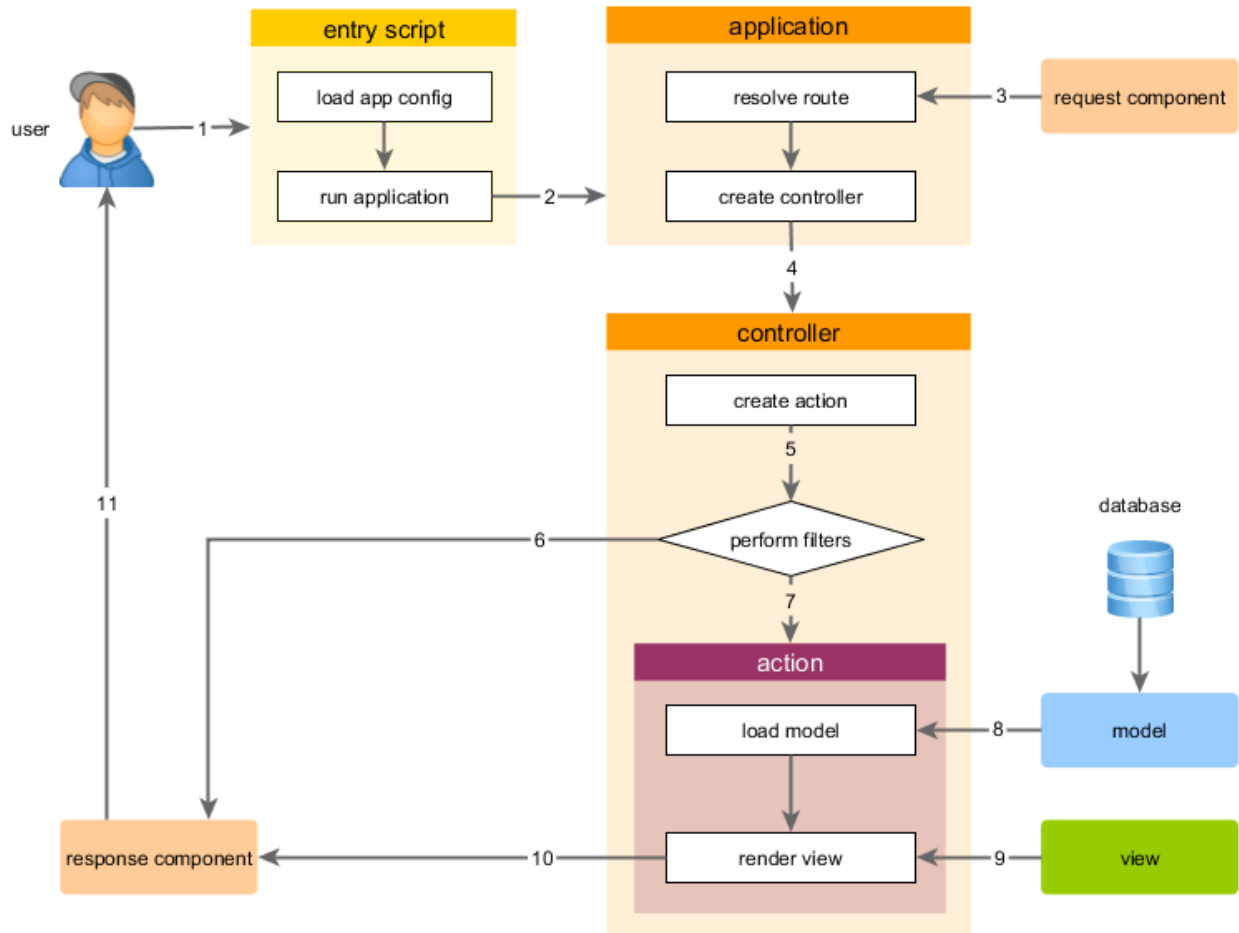 entry script
application
load app config
resolve route
3
request component
user
1
run application
2
create controller
4
controller
create action
5
11
database
6
perform filters
7
action
load model
8
model
response component
10
render view
9
view